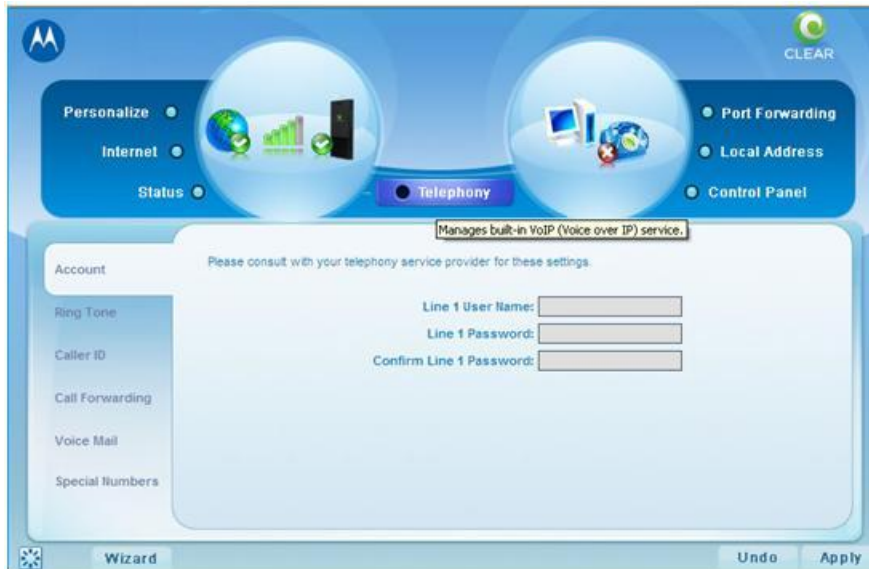 CLEAR
Personalize
Internet
Status
Telephony
Port Forwarding
Local Address
Control Panel
Manages built-in VoIP (Voice over IP) service.
Account
Ring Tone
Caller ID
Call Forwarding
Voice Mail
Special Numbers
Please consult with your telephony service provider for these settings.
Line 1 User Name:
Line 1 Password:
Confirm Line 1 Password:
Wizard
Undo
Apply